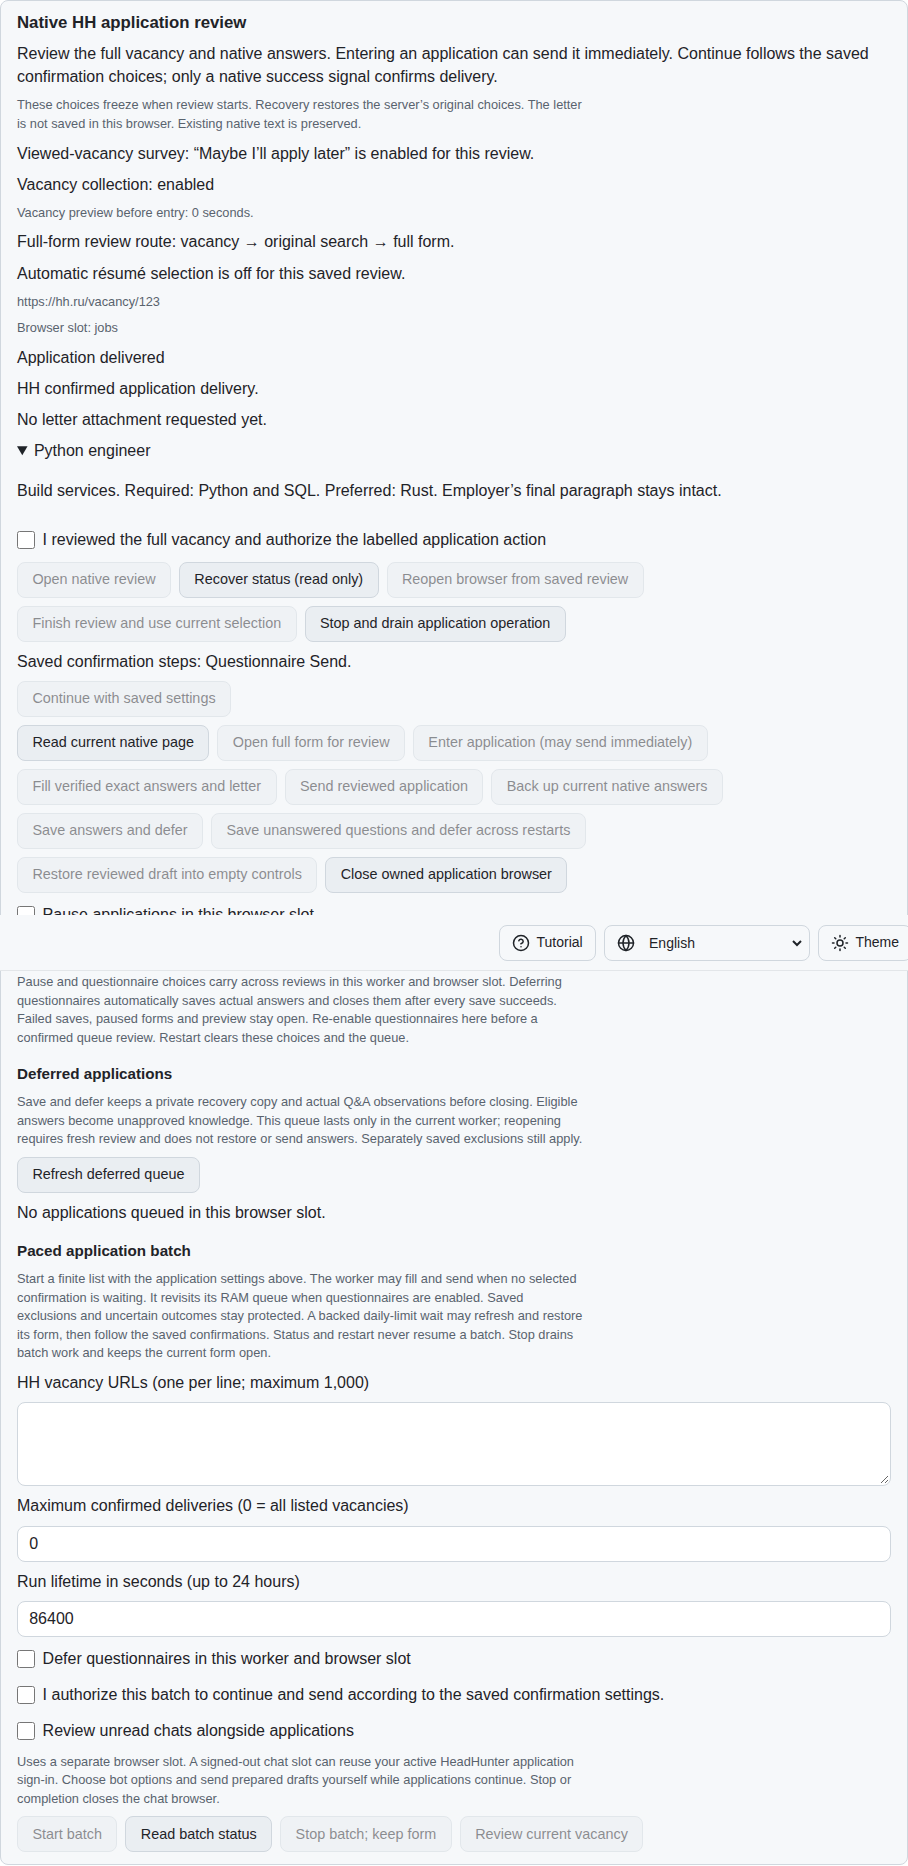 Native HH application review
Review the full vacancy and native answers. Entering an application can send it immediately. Continue follows the saved
confirmation choices; only a native success signal confirms delivery.
These choices freeze when review starts. Recovery restores the server’s original choices. The letter
is not saved in this browser. Existing native text is preserved.
Viewed-vacancy survey: “Maybe I’ll apply later” is enabled for this review.
Vacancy collection: enabled
Vacancy preview before entry: 0 seconds.
Full-form review route: vacancy → original search → full form.
Automatic résumé selection is off for this saved review.
https://hh.ru/vacancy/123
Browser slot: jobs
Application delivered
HH confirmed application delivery.
No letter attachment requested yet.
▼ Python engineer
Build services. Required: Python and SQL. Preferred: Rust. Employer’s final paragraph stays intact.
I reviewed the full vacancy and authorize the labelled application action
Open native review Recover status (read only) Reopen browser from saved review
Finish review and use current selection Stop and drain application operation
Saved confirmation steps: Questionnaire Send.
Continue with saved settings
Read current native page Open full form for review Enter application (may send immediately)
Fill verified exact answers and letter Send reviewed application Back up current native answers
Save answers and defer Save unanswered questions and defer across restarts
Restore reviewed draft into empty controls Close owned application browser
Pause applications in this browser slot
Tutorial English Theme
Pause and questionnaire choices carry across reviews in this worker and browser slot. Deferring
questionnaires automatically saves actual answers and closes them after every save succeeds.
Failed saves, paused forms and preview stay open. Re-enable questionnaires here before a
confirmed queue review. Restart clears these choices and the queue.
Deferred applications
Save and defer keeps a private recovery copy and actual Q&A observations before closing. Eligible
answers become unapproved knowledge. This queue lasts only in the current worker; reopening
requires fresh review and does not restore or send answers. Separately saved exclusions still apply.
Refresh deferred queue
No applications queued in this browser slot.
Paced application batch
Start a finite list with the application settings above. The worker may fill and send when no selected
confirmation is waiting. It revisits its RAM queue when questionnaires are enabled. Saved
exclusions and uncertain outcomes stay protected. A backed daily-limit wait may refresh and restore
its form, then follow the saved confirmations. Status and restart never resume a batch. Stop drains
batch work and keeps the current form open.
HH vacancy URLs (one per line; maximum 1,000)
Maximum confirmed deliveries (0 = all listed vacancies)
0
Run lifetime in seconds (up to 24 hours)
86400
Defer questionnaires in this worker and browser slot
I authorize this batch to continue and send according to the saved confirmation settings.
Review unread chats alongside applications
Uses a separate browser slot. A signed-out chat slot can reuse your active HeadHunter application
sign-in. Choose bot options and send prepared drafts yourself while applications continue. Stop or
completion closes the chat browser.
Start batch Read batch status Stop batch; keep form Review current vacancy